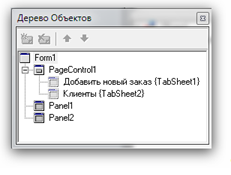 Дерево Объектов
Form1
PageControl1
Добавить новый заказ {TabSheet1}
Клиенты {TabSheet2}
Panel1
Panel2